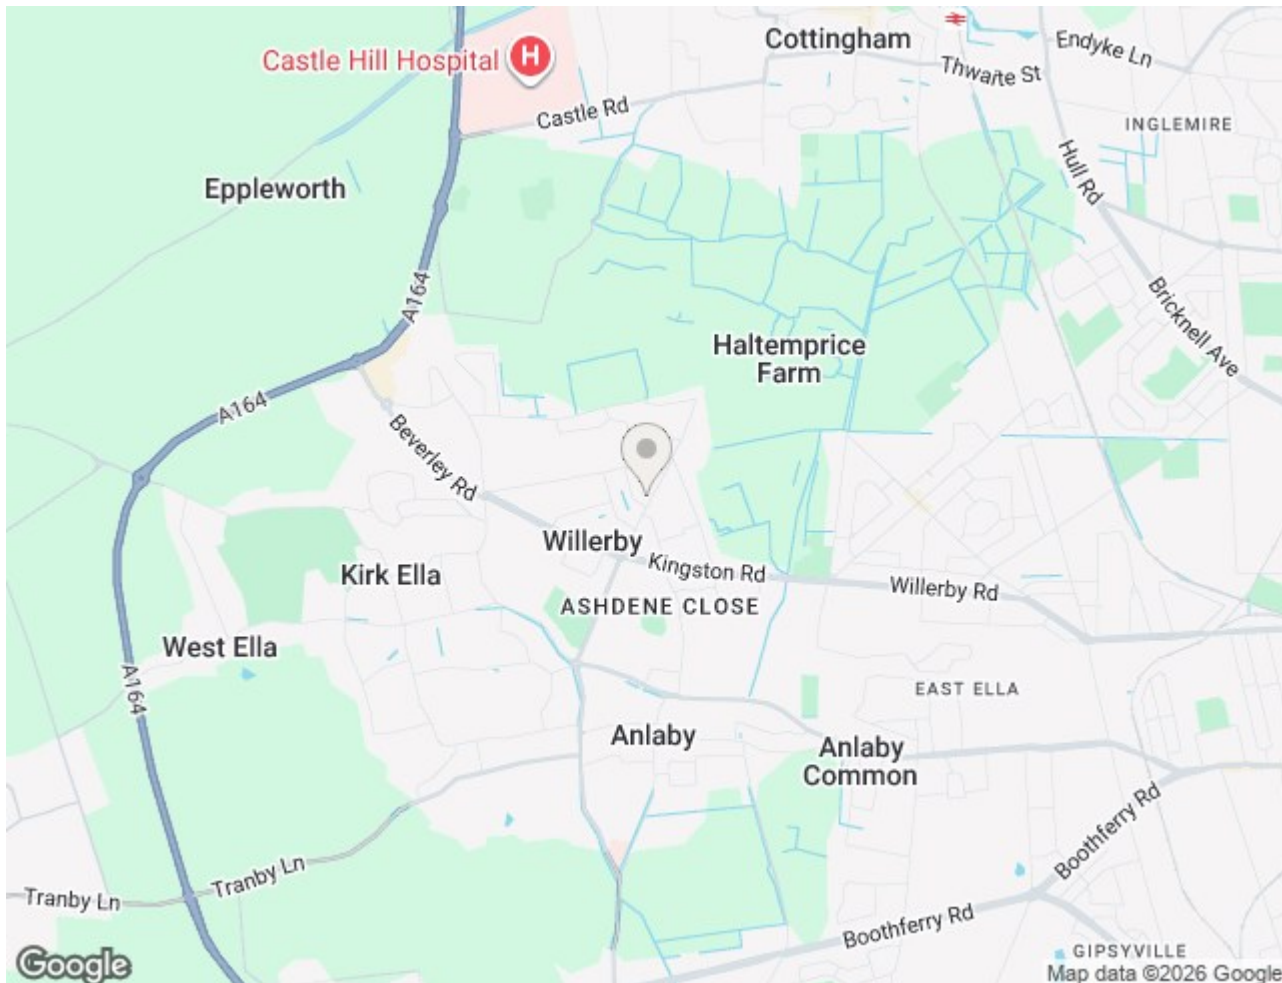 Cottingham
Endyke Ln
Castle Hill Hospital
H
Thwaite St
Castle Rd
INGLEMIRE
Hull Rd
Eppleworth
A164
Bricknell Ave
Haltemprice
Farm
A164
Beverley Rd
Willerby
Kingston Rd
Kirk Ella
Willerby Rd
ASHDENE CLOSE
West Ella
A164
EAST ELLA
Anlaby
Anlaby
Common
Boothferry Rd
Tranby Ln
Tranby Ln
Boothferry Rd
GIPSYVILLE
Google
Map data ©2026 Google